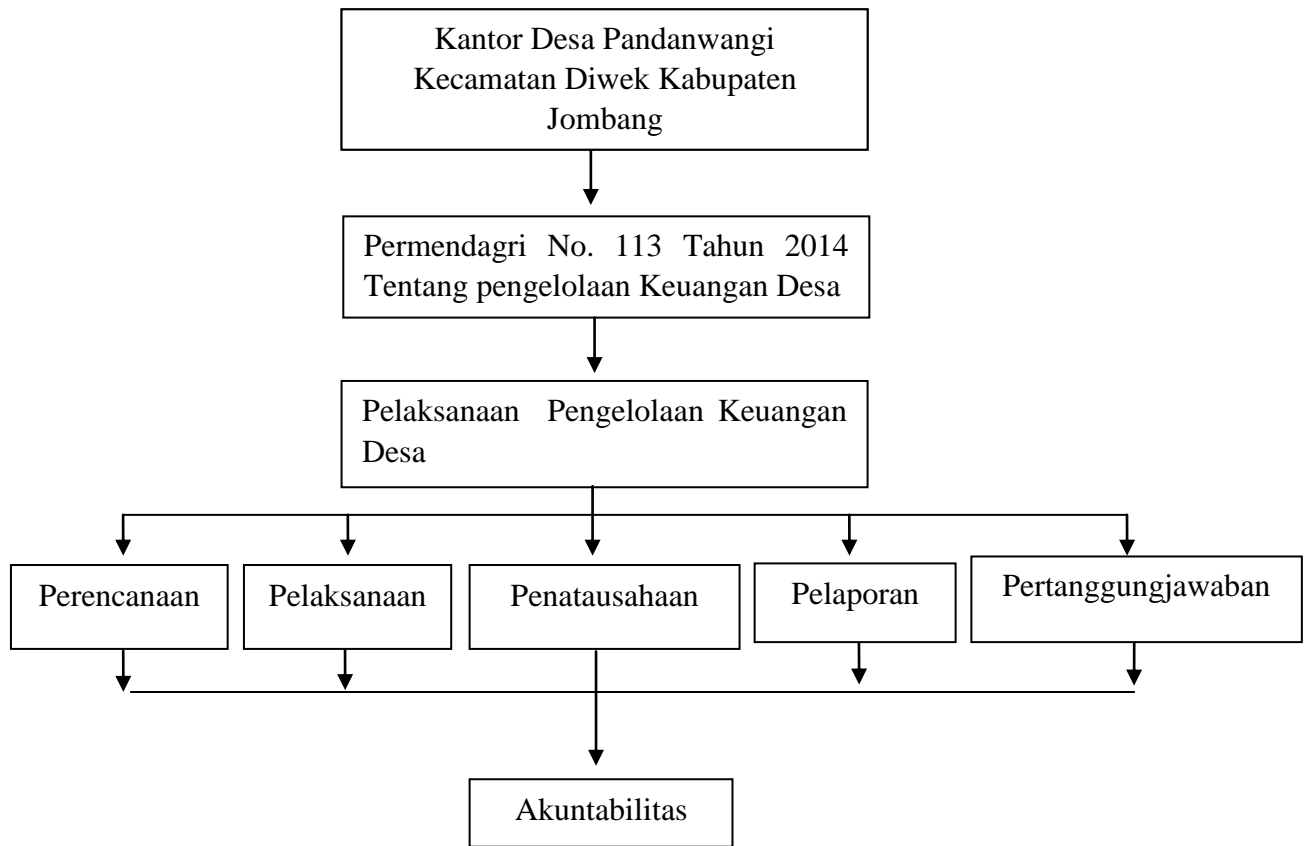 Kantor Desa Pandanwangi
Kecamatan Diwek Kabupaten
Jombang
Permendagri No. 113 Tahun 2014
Tentang pengelolaan Keuangan Desa
Pelaksanaan Pengelolaan Keuangan
Desa
Perencanaan
Pelaksanaan
Penatausahaan
Pelaporan
Pertanggungjawaban
Akuntabilitas